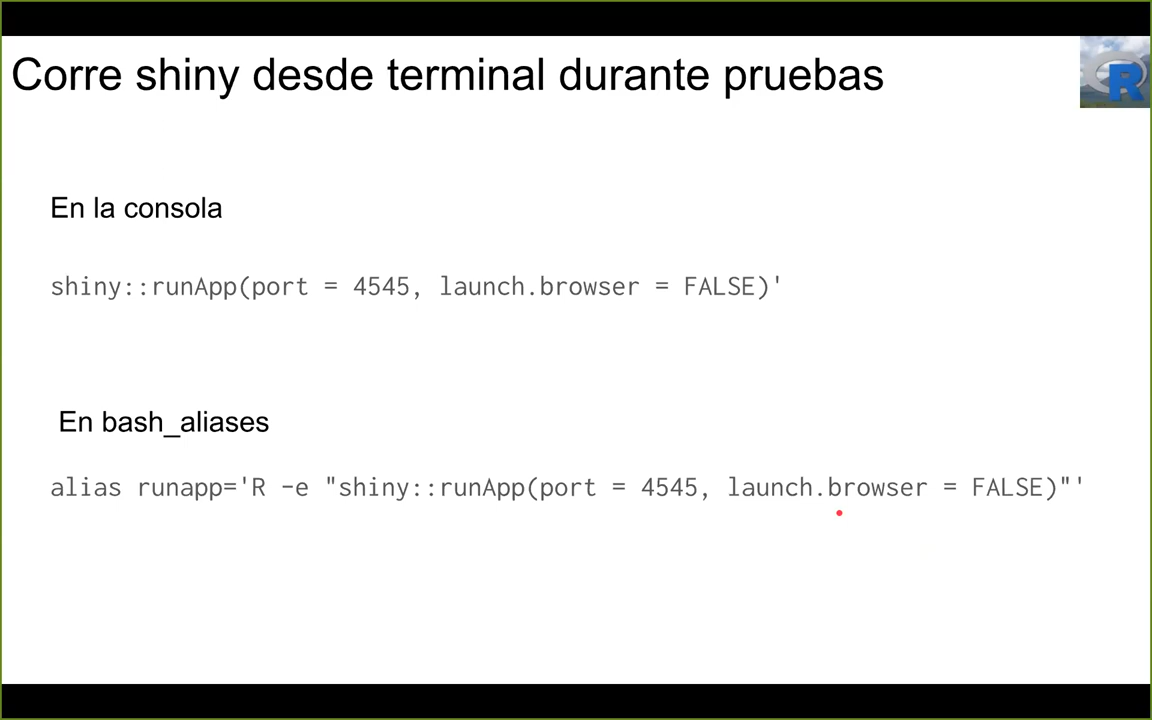 Corre shiny desde terminal durante pruebas
R
En la consola
shiny::runApp(port = 4545, launch.browser = FALSE)'
En bash_aliases
alias runapp='R -e "shiny::runApp(port = 4545, launch.browser = FALSE)"'